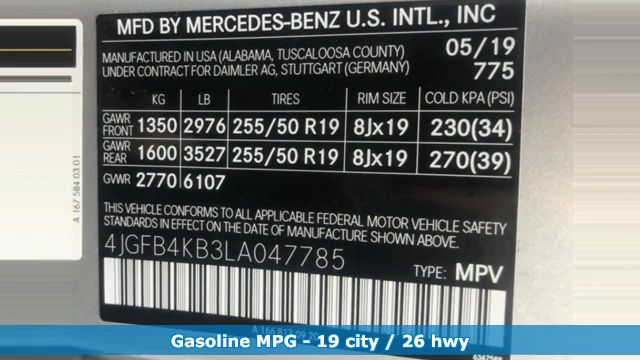 MFD BY MERCEDES-BENZ U.S. INTL., INC
MANUFACTURED IN USA (ALABAMA, TUSCALOOSA COUNTY) 05/19
UNDER CONTRACT FOR DAIMLER AG, STUTTGART (GERMANY) 775
KG LB TIRES RIM SIZE COLD KPA (PSI)
GAWR FRONT 1350 2976 255/50 R19 8Jx19 230(34)
GAWR REAR 1600 3527 255/50 R19 8Jx19 270(39)
GVWR 2770 6107
THIS VEHICLE CONFORMS TO ALL APPLICABLE FEDERAL MOTOR VEHICLE SAFETY
STANDARDS IN EFFECT ON THE DATE OF MANUFACTURE SHOWN ABOVE.
4JGFB4KB3LA047785
TYPE: MPV
A 167 584 03 01
Gasoline MPG - 19 city / 26 hwy